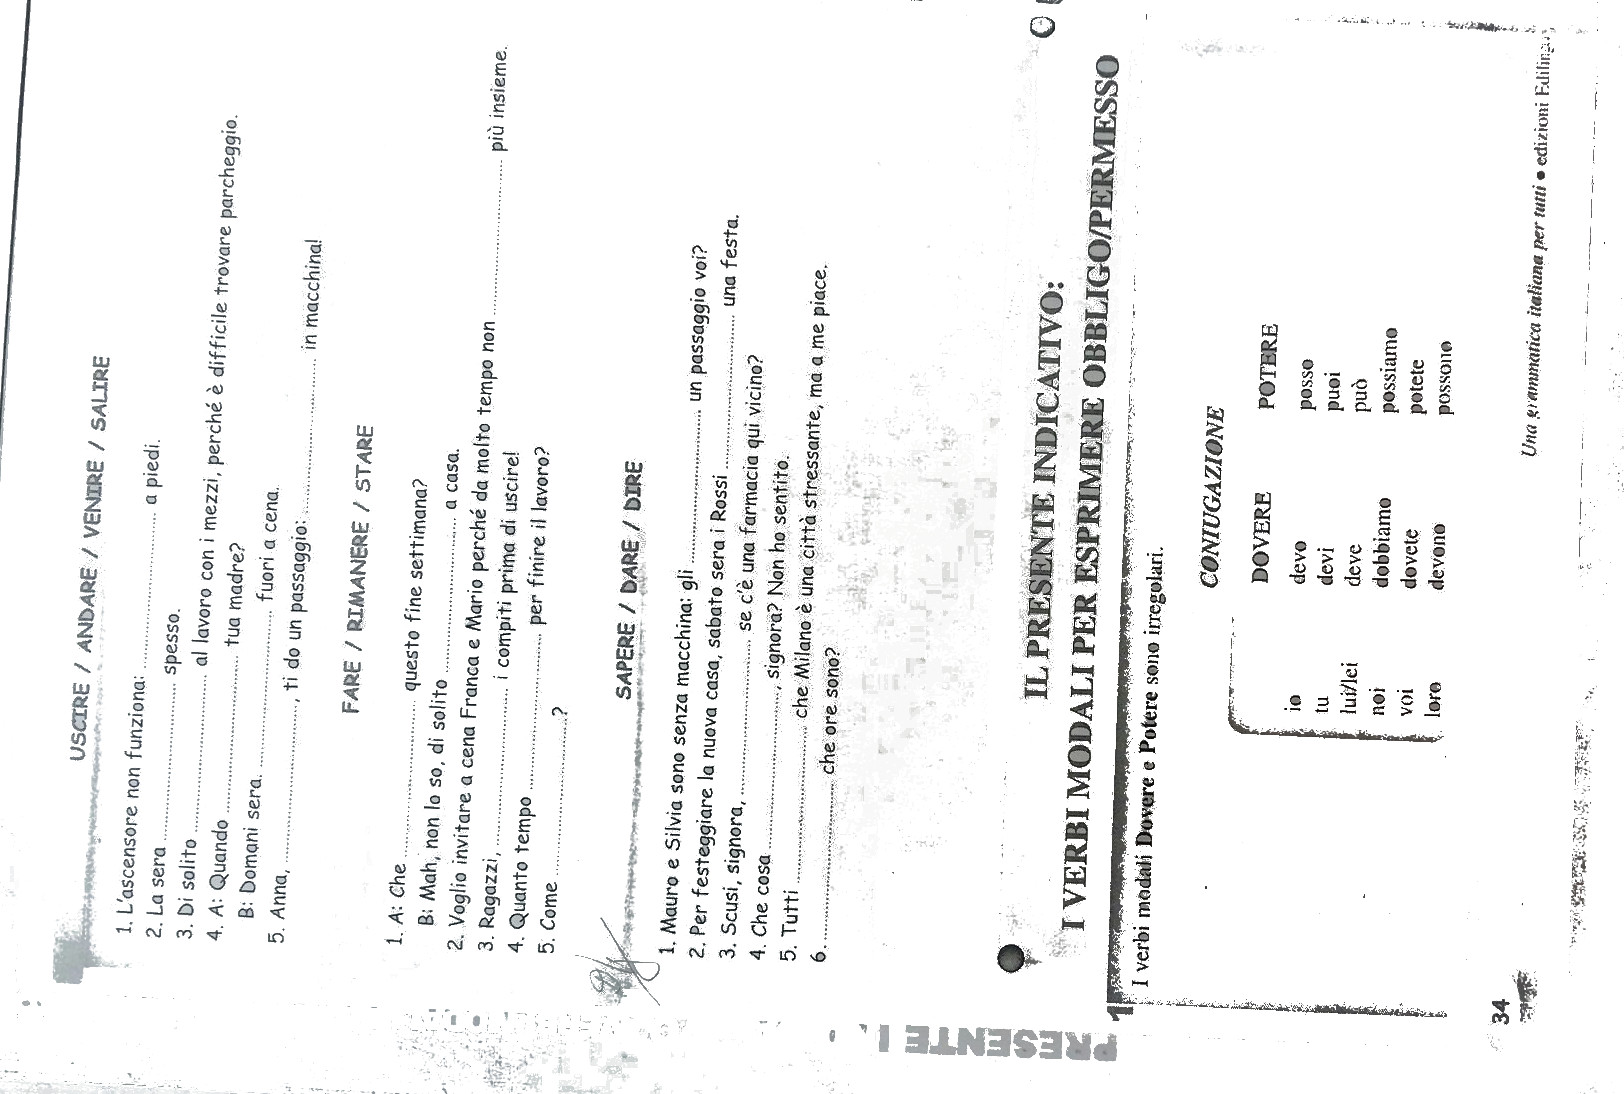 USCIRE / ANDARE / VENIRE / SALIRE
1. L'ascensore non funziona: .................... a piedi.
2. La sera .................... spesso.
3. Di solito .................... al lavoro con i mezzi, perché è difficile trovare parcheggio.
4. A: Quando .................... tua madre?
B: Domani sera .................... fuori a cena.
5. Anna, ...................., ti do un passaggio: .................... in macchina!
FARE / RIMANERE / STARE
1. A: Che .................... questo fine settimana?
B: Mah, non lo so, di solito .................... a casa.
2. Voglio invitare a cena Franca e Mario perché da molto tempo non .................... più insieme.
3. Ragazzi, .................... i compiti prima di uscire!
4. Quanto tempo .................... per finire il lavoro?
5. Come ....................?
SAPERE / DARE / DIRE
1. Mauro e Silvia sono senza macchina: gli .................... un passaggio voi?
2. Per festeggiare la nuova casa, sabato sera i Rossi .................... una festa.
3. Scusi, signora, .................... se c'è una farmacia qui vicino?
4. Che cosa ...................., signora? Non ho sentito.
5. Tutti .................... che Milano è una città stressante, ma a me piace.
6. .................... che ore sono?
PRESENTE I
IL PRESENTE INDICATIVO:
I VERBI MODALI PER ESPRIMERE OBBLIGO/PERMESSO
1
I verbi modali Dovere e Potere sono irregolari.
CONIUGAZIONE
DOVERE POTERE
io devo posso
tu devi puoi
lui/lei deve può
noi dobbiamo possiamo
voi dovete potete
loro devono possono
34
Una grammatica italiana per tutti • edizioni Edilingua